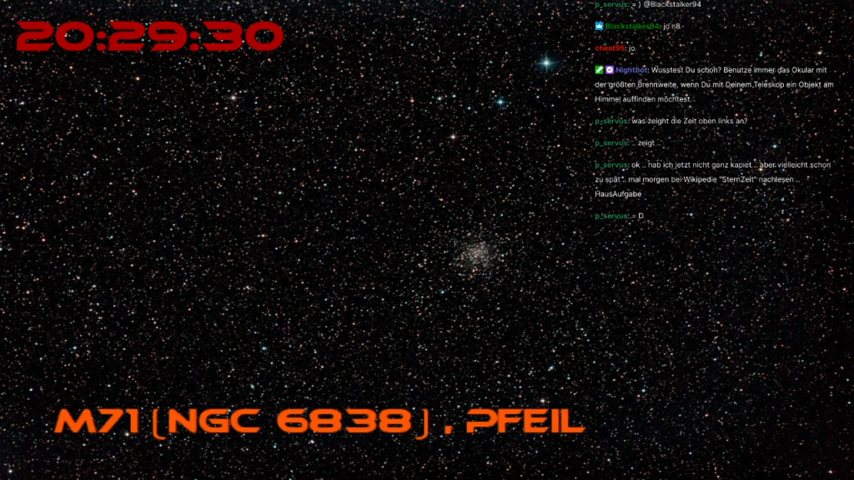 20:29:30
p_servus: = ) @Blackstalker94
Blackstalker94: jo n8
cheat95: jo
Nightbot: Wusstest Du schon? Benutze immer das Okular mit
der größten Brennweite, wenn Du mit Deinem Teleskop ein Objekt am
Himmel auffinden möchtest.
p_servus: was zeight die Zeit oben links an?
p_servus: .. zeigt ..
p_servus: ok .. hab ich jetzt nicht ganz kapiet .. aber vielleicht schon
zu spät .. mal morgen bei Wikipedie "SternZeit" nachlesen ..
HausAufgabe
p_servus: = D
M71 (NGC 6838) , PFEIL